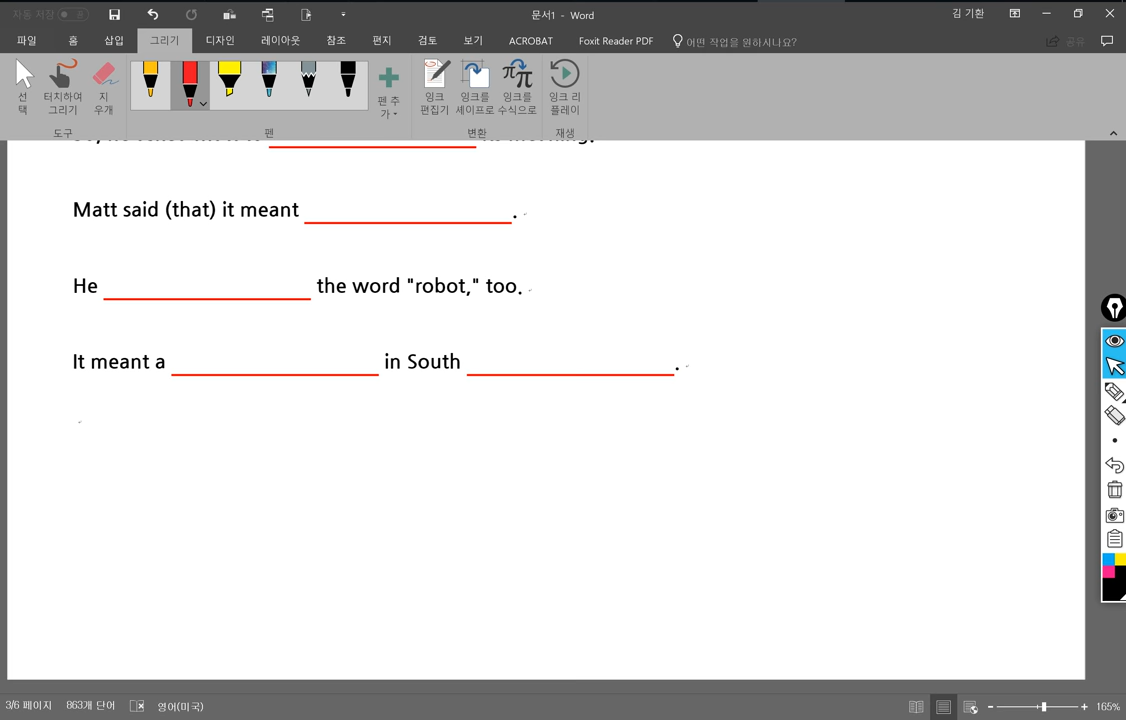 자동 저장
문서1 - Word
김 기환
파일 홈 삽입 그리기 디자인 레이아웃 참조 편지 검토 보기 ACROBAT Foxit Reader PDF 어떤 작업을 원하시나요? 공유
선택
터치하여 그리기
지우개
펜 추가
잉크 편집기
잉크를 셰이프로
잉크를 수식으로
잉크 리플레이
도구 펜 변환 재생
Matt said (that) it meant .
He the word "robot," too.
It meant a in South .
3/6 페이지 863개 단어 영어(미국) 165%